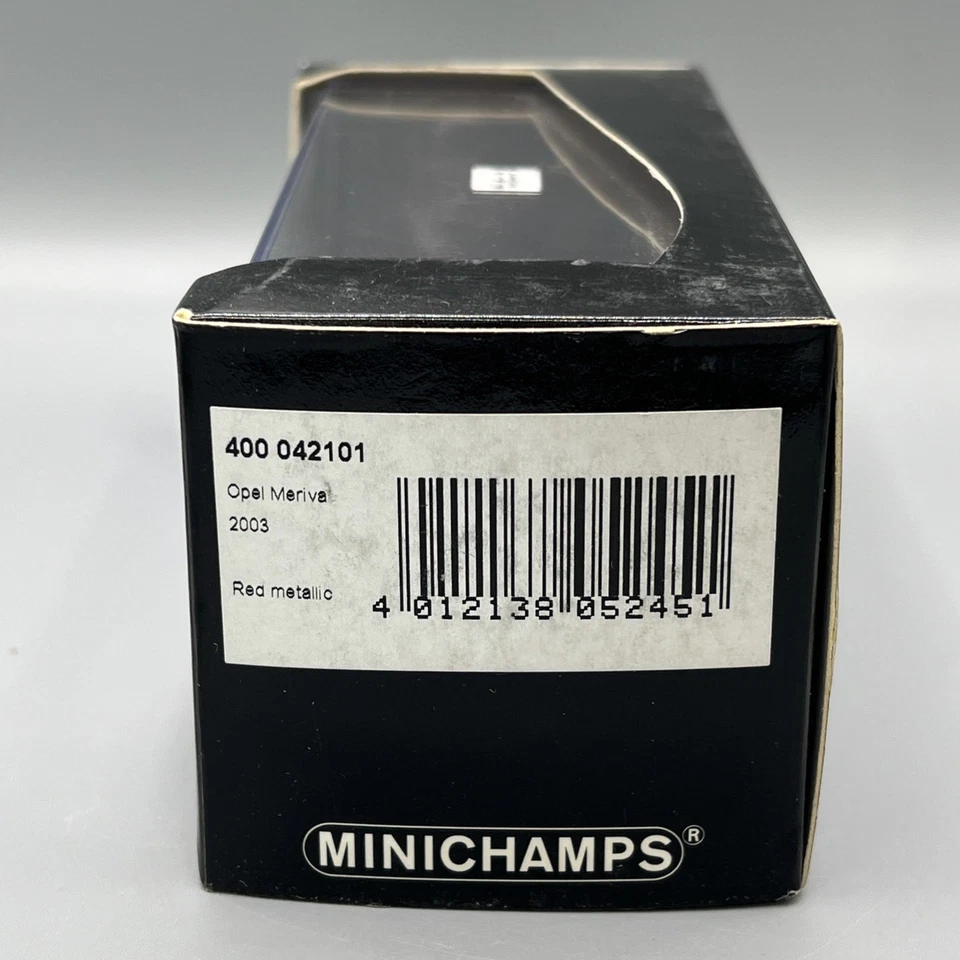 400 042101
Opel Meriva
2003
Red metallic
4 012138 052451
MINICHAMPS®